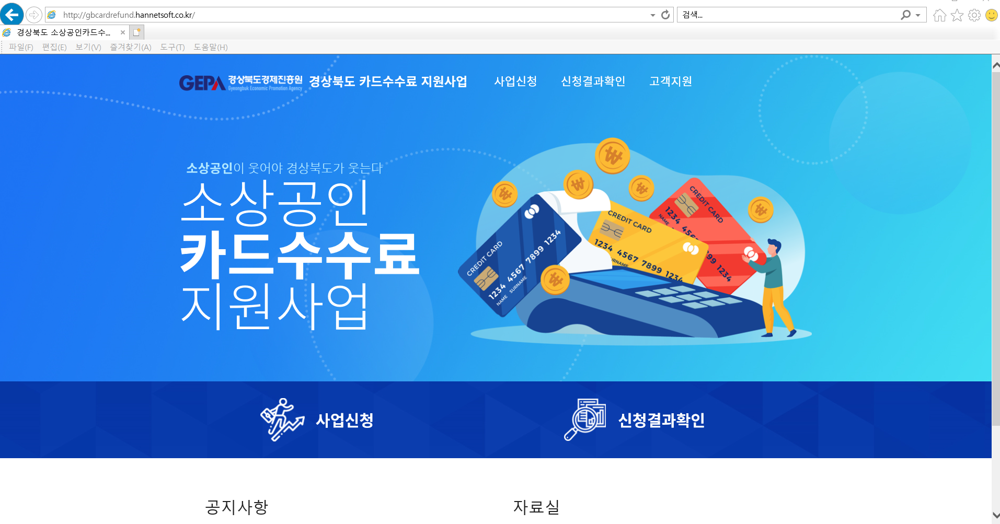 http://gbcardrefund.hannetsoft.co.kr/
검색...
경상북도 소상공인카드수...
파일(F) 편집(E) 보기(V) 즐겨찾기(A) 도구(T) 도움말(H)
GEPA 경상북도경제진흥원 경상북도 카드수수료 지원사업 사업신청 신청결과확인 고객지원
Gyeongbuk Economic Promotion Agency
소상공인이 웃어야 경상북도가 웃는다
소상공인
카드수수료
지원사업
CREDIT CARD
1234 4567 7899 1234
NAME SURNAME
CREDIT CARD
1234 4567 7899 1234
URNAME
CREDIT CARD
1234 456
99 1234
NAME
사업신청
신청결과확인
공지사항
자료실